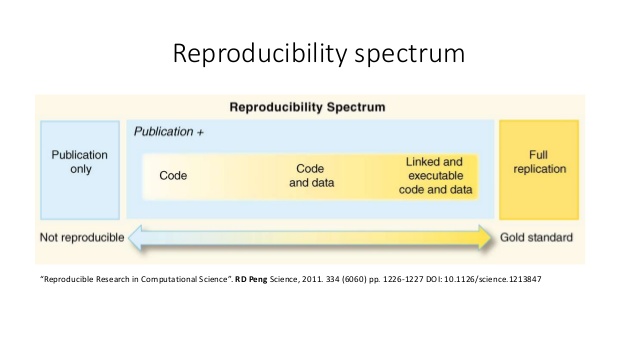 Reproducibility spectrum
Reproducibility Spectrum
Publication
only
Publication +
Code
Code
and data
Linked and
executable
code and data
Full
replication
Not reproducible
Gold standard
"Reproducible Research in Computational Science". RD Peng Science, 2011. 334 (6060) pp. 1226-1227 DOI: 10.1126/science.1213847